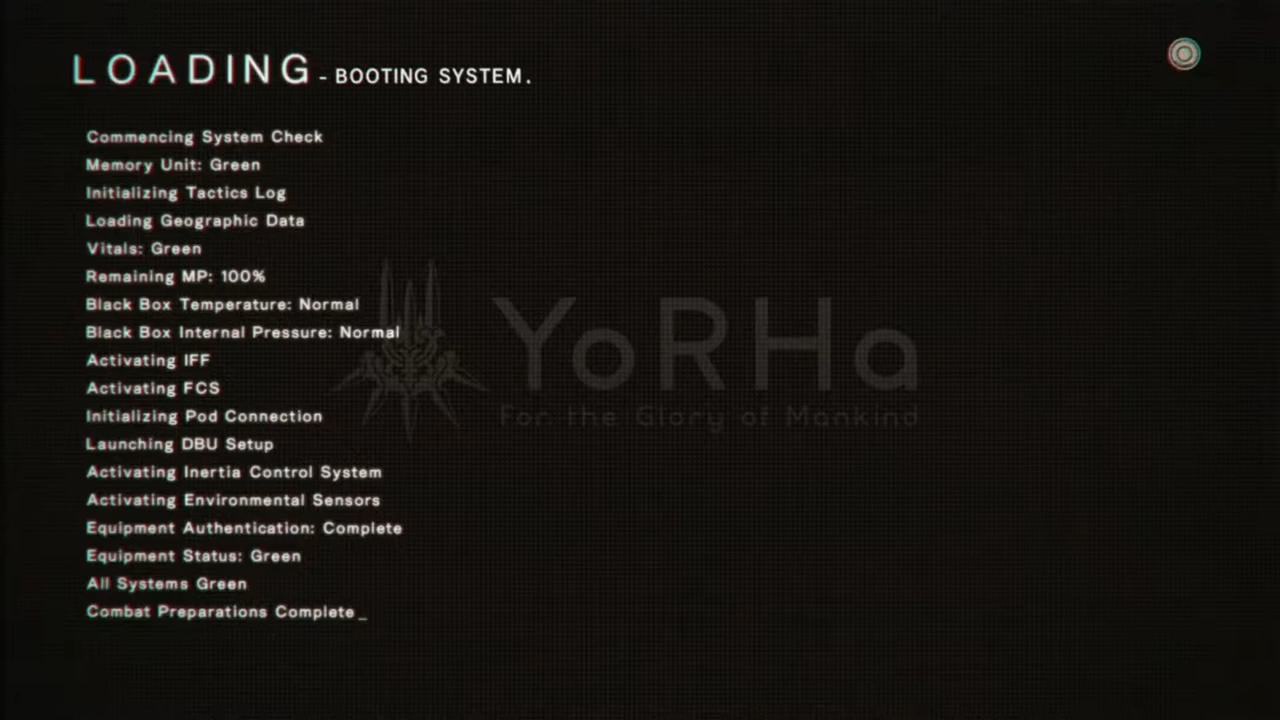 LOADING - BOOTING SYSTEM.
Commencing System Check
Memory Unit: Green
Initializing Tactics Log
Loading Geographic Data
Vitals: Green
Remaining MP: 100%
Black Box Temperature: Normal
Black Box Internal Pressure: Normal
Activating IFF
Activating FCS
Initializing Pod Connection
Launching DBU Setup
Activating Inertia Control System
Activating Environmental Sensors
Equipment Authentication: Complete
Equipment Status: Green
All Systems Green
Combat Preparations Complete_
YoRHa
For the Glory of Mankind